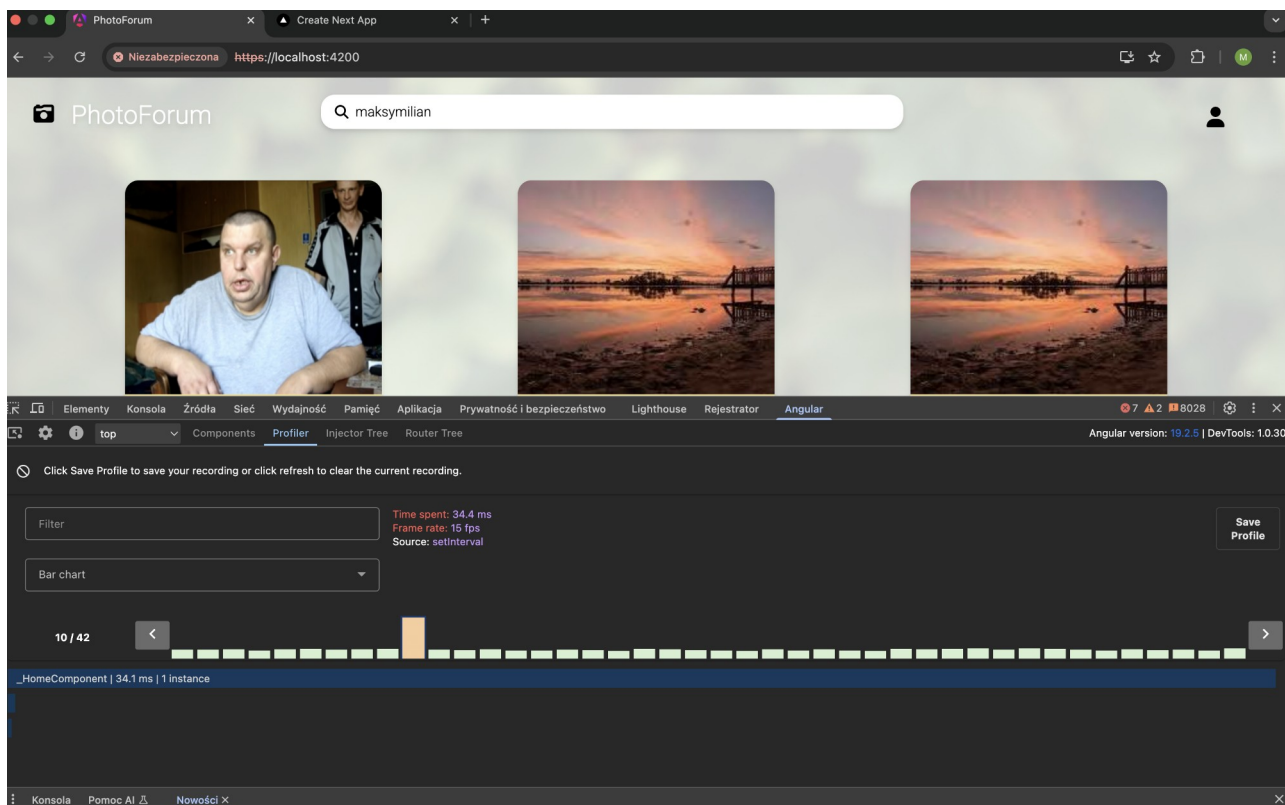 PhotoForum
Create Next App
Niezabezpieczona https://localhost:4200
M
PhotoForum
maksymilian
Elementy Konsola Źródła Sieć Wydajność Pamięć Aplikacja Prywatność i bezpieczeństwo Lighthouse Rejestrator Angular 7 2 8028
top Components Profiler Injector Tree Router Tree Angular version: 19.2.5 | DevTools: 1.0.30
Click Save Profile to save your recording or click refresh to clear the current recording.
Filter
Time spent: 34.4 ms
Frame rate: 15 fps
Source: setInterval
Save
Profile
Bar chart
10 / 42
_HomeComponent | 34.1 ms | 1 instance
Konsola Pomoc AI Nowości